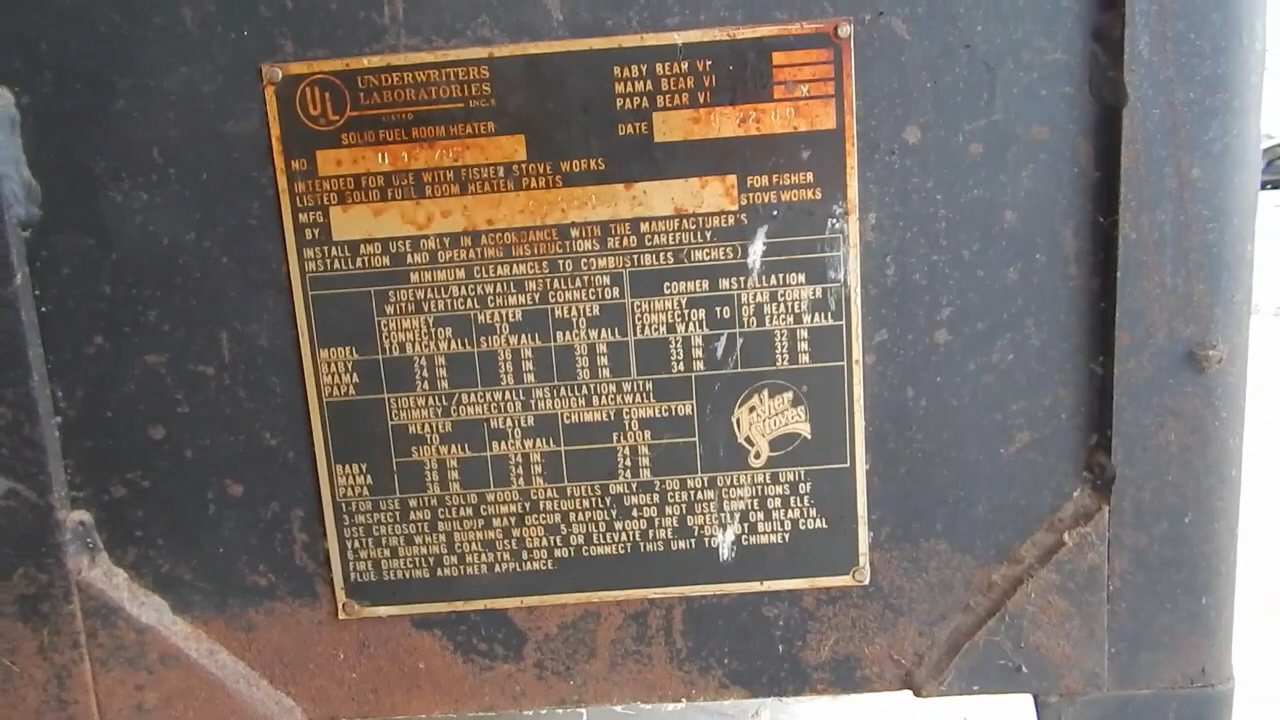 UL
UNDERWRITERS
LABORATORIES
INC.®
LISTED
SOLID FUEL ROOM HEATER
NO.
BABY BEAR VI
MAMA BEAR VI
PAPA BEAR VI X
DATE 9-22 80
INTENDED FOR USE WITH FISHER STOVE WORKS
LISTED SOLID FUEL ROOM HEATER PARTS
MFG.
BY
FOR FISHER
STOVE WORKS
INSTALL AND USE ONLY IN ACCORDANCE WITH THE MANUFACTURER'S
INSTALLATION AND OPERATING INSTRUCTIONS. READ CAREFULLY.
MINIMUM CLEARANCES TO COMBUSTIBLES (INCHES)
SIDEWALL/BACKWALL INSTALLATION
WITH VERTICAL CHIMNEY CONNECTOR
CORNER INSTALLATION
MODEL
CHIMNEY
CONNECTOR
TO BACKWALL
HEATER
TO
SIDEWALL
HEATER
TO
BACKWALL
CHIMNEY
CONNECTOR TO
EACH WALL
REAR CORNER
OF HEATER
TO EACH WALL
BABY 24 IN 36 IN 30 IN 32 IN 32 IN.
MAMA 24 IN 36 IN. 30 IN 33 IN 32 IN.
PAPA 24 IN 36 IN 30 IN 34 IN 32 IN
SIDEWALL/BACKWALL INSTALLATION WITH
CHIMNEY CONNECTOR THROUGH BACKWALL
HEATER
TO
SIDEWALL
HEATER
TO
BACKWALL
CHIMNEY CONNECTOR
TO
FLOOR
BABY 36 IN 34 IN. 24 IN
MAMA 36 IN. 34 IN. 24 IN.
PAPA 36 IN 34 IN. 24 IN
Fisher
Stoves
1-FOR USE WITH SOLID WOOD, COAL FUELS ONLY. 2-DO NOT OVERFIRE UNIT.
3-INSPECT AND CLEAN CHIMNEY FREQUENTLY, UNDER CERTAIN CONDITIONS OF
USE CREOSOTE BUILDUP MAY OCCUR RAPIDLY. 4-DO NOT USE GRATE OR ELE-
VATE FIRE WHEN BURNING WOOD. 5-BUILD WOOD FIRE DIRECTLY ON HEARTH.
6-WHEN BURNING COAL, USE GRATE OR ELEVATE FIRE. 7-DO NOT BUILD COAL
FIRE DIRECTLY ON HEARTH. 8-DO NOT CONNECT THIS UNIT TO CHIMNEY
FLUE SERVING ANOTHER APPLIANCE.